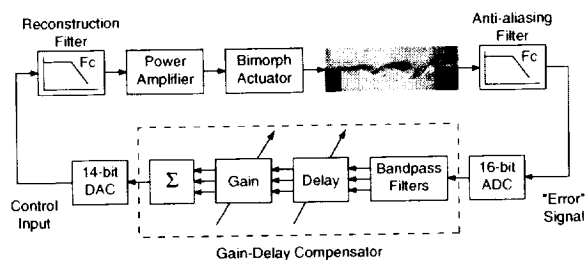 Reconstruction
Filter
Fc
Power
Amplifier
Bimorph
Actuator
Anti-aliasing
Filter
Fc
14-bit
DAC
Σ
Gain
Delay
Bandpass
Filters
16-bit
ADC
Control
Input
"Error"
Signal
Gain-Delay Compensator